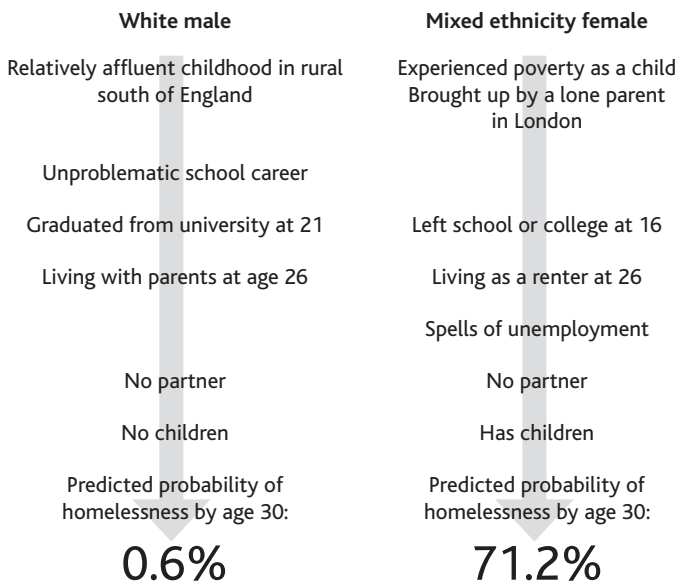 White male
Relatively affluent childhood in rural
south of England
Unproblematic school career
Graduated from university at 21
Living with parents at age 26
No partner
No children
Predicted probability of
homelessness by age 30:
0.6%
Mixed ethnicity female
Experienced poverty as a child
Brought up by a lone parent
in London
Left school or college at 16
Living as a renter at 26
Spells of unemployment
No partner
Has children
Predicted probability of
homelessness by age 30:
71.2%